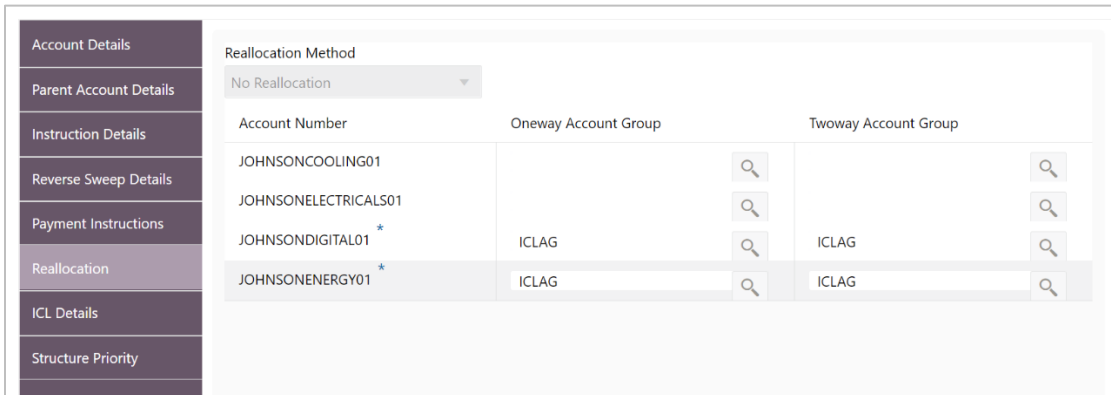 Account Details
Parent Account Details
Instruction Details
Reverse Sweep Details
Payment Instructions
Reallocation
ICL Details
Structure Priority
Reallocation Method
No Reallocation
Account Number Oneway Account Group Twoway Account Group
JOHNSONCOOLING01
JOHNSONELECTRICALS01
JOHNSONDIGITAL01 * ICLAG ICLAG
JOHNSONENERGY01 * ICLAG ICLAG